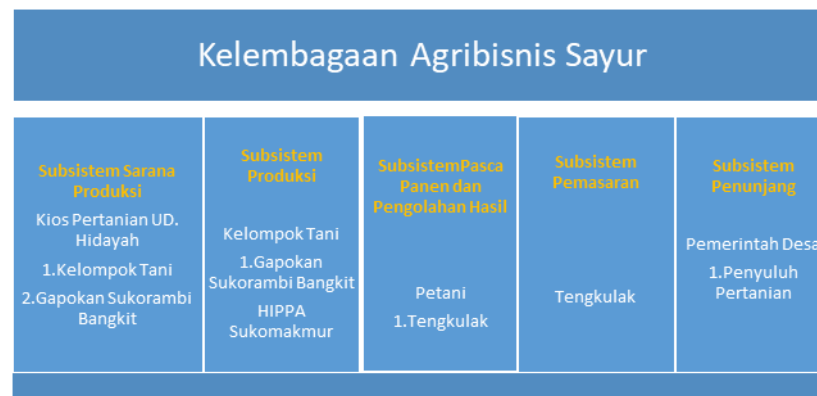 Kelembagaan Agribisnis Sayur
Subsistem Sarana
Produksi
Kios Pertanian UD.
Hidayah
1.Kelompok Tani
2.Gapokan Sukorambi
Bangkit
Subsistem
Produksi
Kelompok Tani
1.Gapokan
Sukorambi Bangkit
HIPPA
Sukomakmur
SubsistemPasca
Panen dan
Pengolahan Hasil
Petani
1.Tengkulak
Subsistem
Pemasaran
Tengkulak
Subsistem
Penunjang
Pemerintah Desa
1.Penyuluh
Pertanian